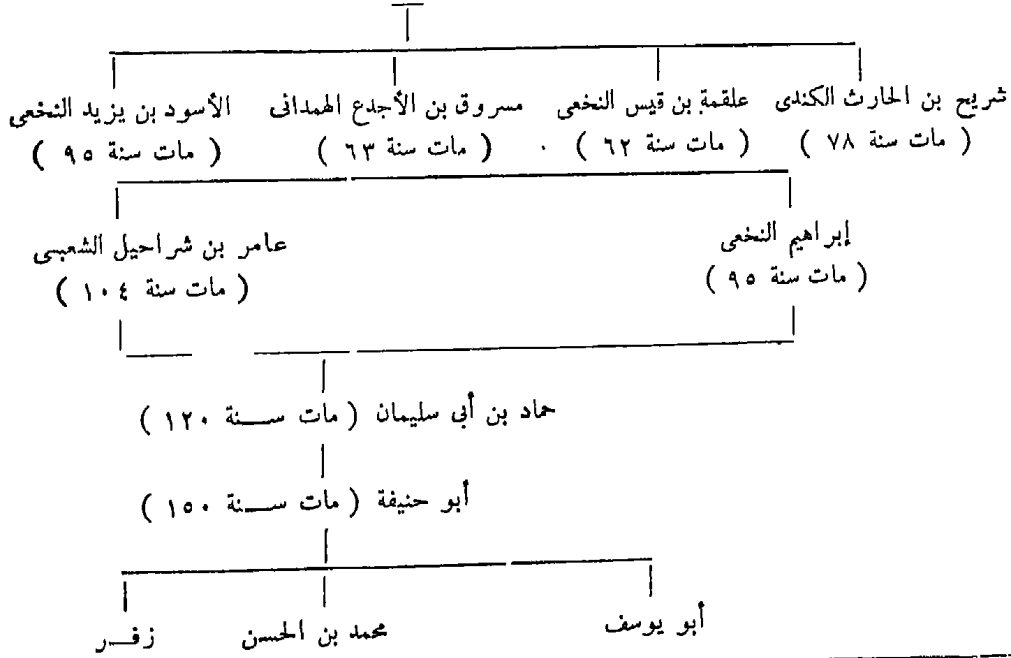 شريح بن الحارث الكندى علقمة بن قيس النخعى مسروق بن الأجدع الهمدانى الأسود بن يزيد النخعى
( مات سنة ٧٨ ) ( مات سنة ٦٢ ) ( مات سنة ٦٣ ) ( مات سنة ٩٥ )
إبراهيم النخعى عامر بن شراحيل الشعبى
( مات سنة ٩٥ ) ( مات سنة ١٠٤ )
حماد بن أبى سليمان ( مات سنة ١٢٠ )
أبو حنيفة ( مات سنة ١٥٠ )
أبو يوسف محمد بن الحسن زفر